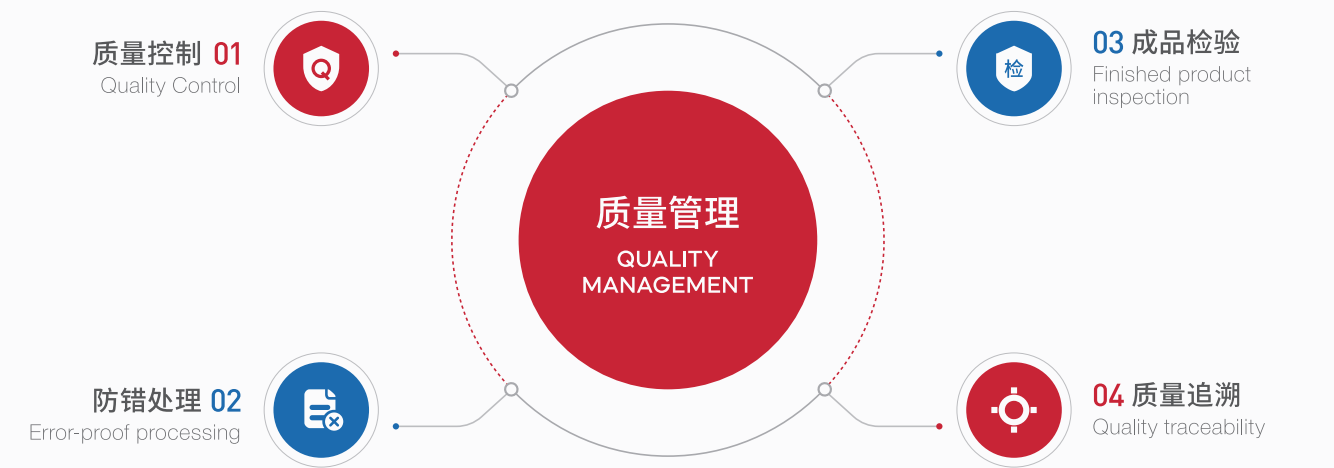 质量控制 01
Quality Control
Q
防错处理 02
Error-proof processing
质量管理
QUALITY
MANAGEMENT
检
03 成品检验
Finished product
inspection
04 质量追溯
Quality traceability